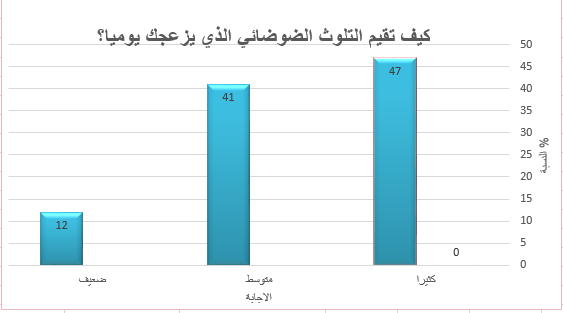 كيف تقيم التلوث الضوضائي الذي يزعجك يوميا؟
50
45
40
35
30
25
20
15
10
5
0
% النسبة
47
41
12
0
كثيرا
متوسط
ضعيف
الاجابة